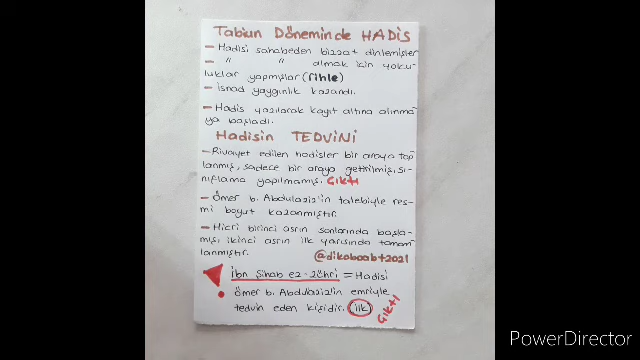 Tabiun Döneminde HADİS
- Hadisi sahabeden bizzat dinlemişler
- " " almak için yolcu-
luklar yapmışlar (rihle)
- İsnad yaygınlık kazandı.
- Hadis yazılarak kayıt altına alınma-
ya başladı.
Hadisin TEDVİNİ
- Rivayet edilen hadisler bir araya top-
lanmış, sadece bir araya getirilmiş, sı-
nıflama yapılmamış. Çıktı
- Ömer b. Abdulaziz'in talebiyle res-
mi boyut kazanmıştır.
- Hicri birinci asrın sonlarında başla-
mış, ikinci asrın ilk yarısında tamam-
lanmıştır. @dikaboabt2021
İbn Şihab ez-Zühri = Hadisi
Ömer b. Abdulaziz'in emriyle
tedvin eden kişidir. (ilk) Çıktı
PowerDirector